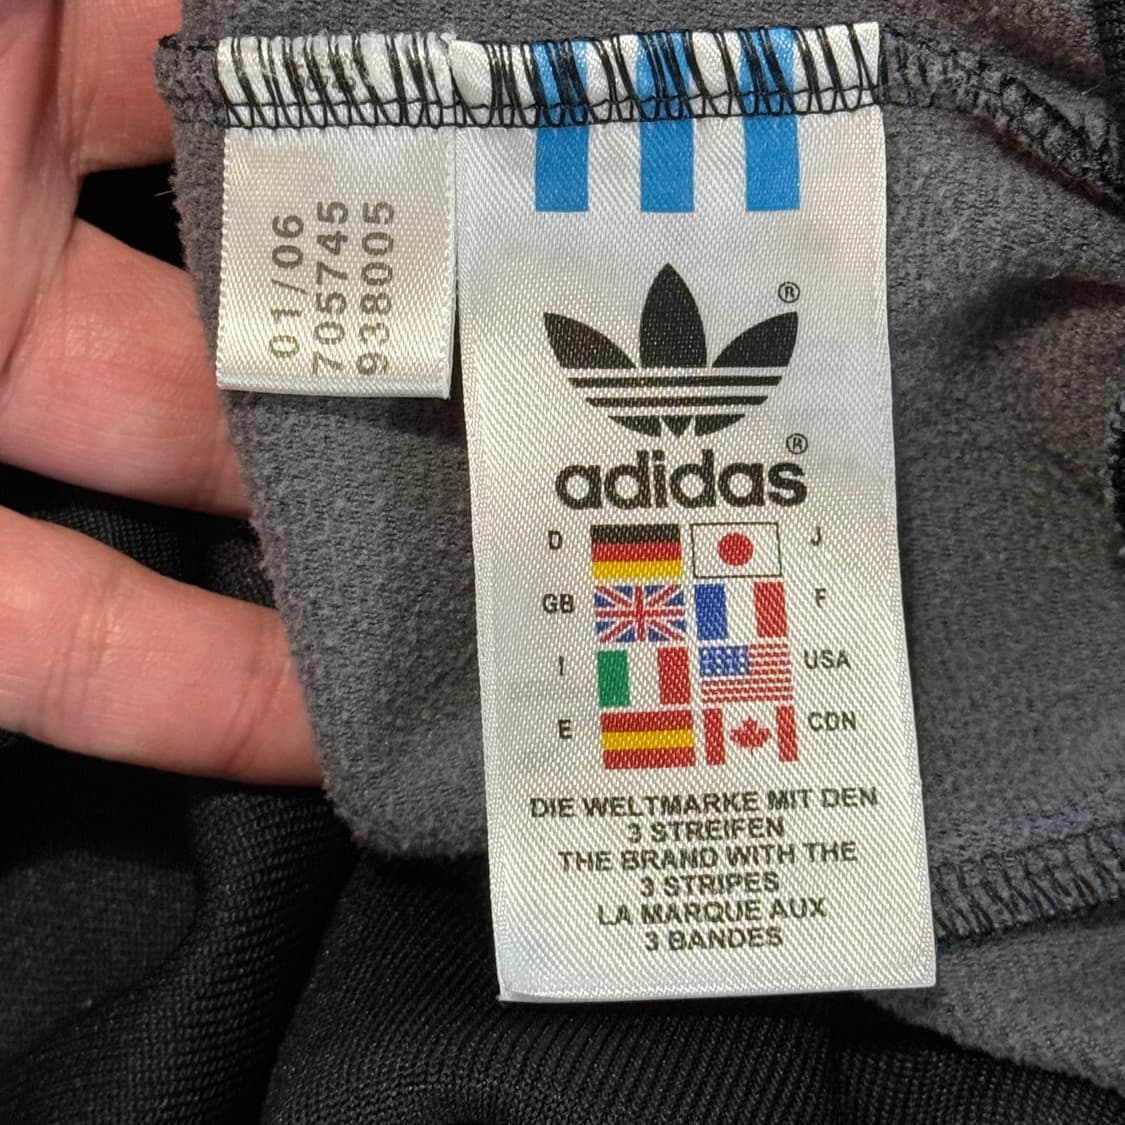 01/06
705745
938005
®
adidas®
D
J
GB
F
I
USA
E
CDN
DIE WELTMARKE MIT DEN
3 STREIFEN
THE BRAND WITH THE
3 STRIPES
LA MARQUE AUX
3 BANDES